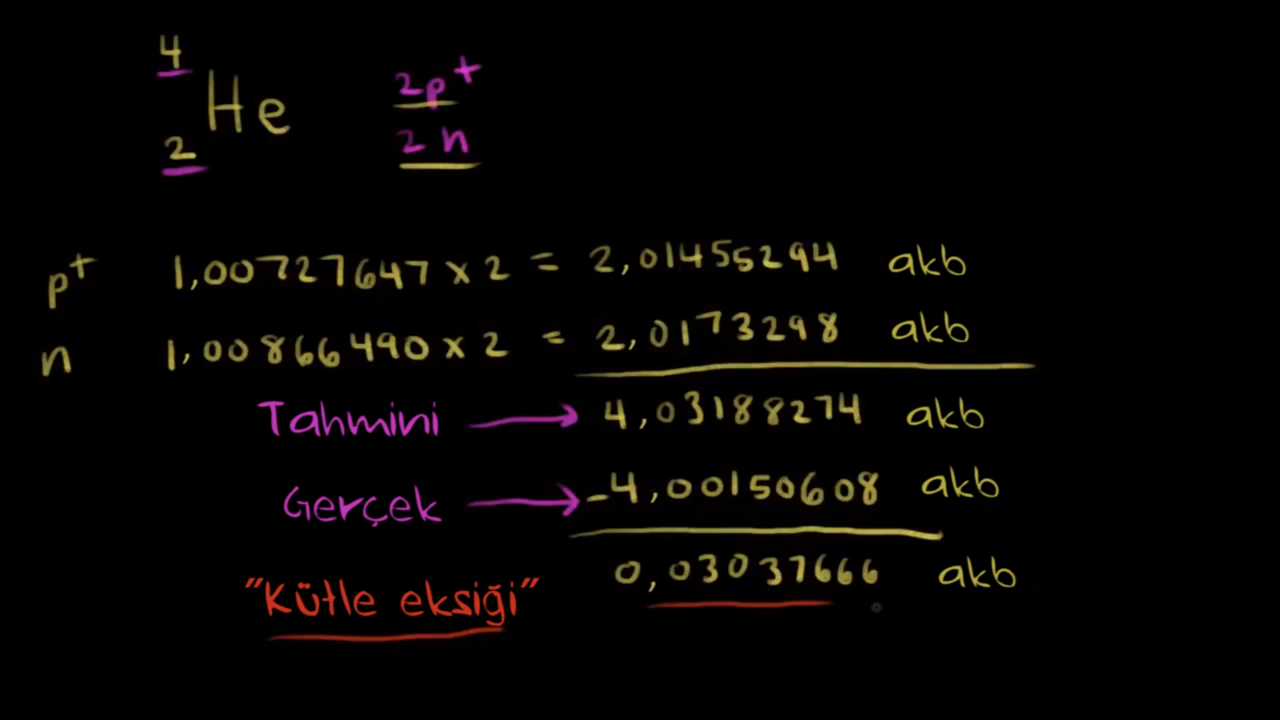 4
2 He 2p+
2 n
p+ 1,00727647 x 2 = 2,01455294 akb
n 1,00866490 x 2 = 2,0173298 akb
Tahmini → 4,03188274 akb
Gerçek → -4,00150608 akb
"Kütle eksiği" 0,03037666 akb